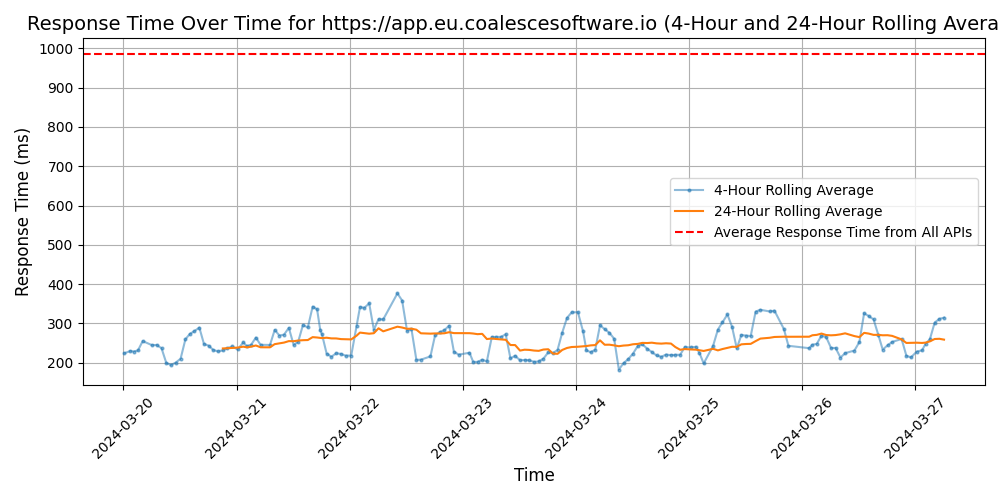 Response Time Over Time for https://app.eu.coalescesoftware.io (4-Hour and 24-Hour Rolling Avera
Response Time (ms)
1000
900
800
700
600
500
400
300
200
4-Hour Rolling Average
24-Hour Rolling Average
Average Response Time from All APIs
2024-03-20
2024-03-21
2024-03-22
2024-03-23
2024-03-24
2024-03-25
2024-03-26
2024-03-27
Time